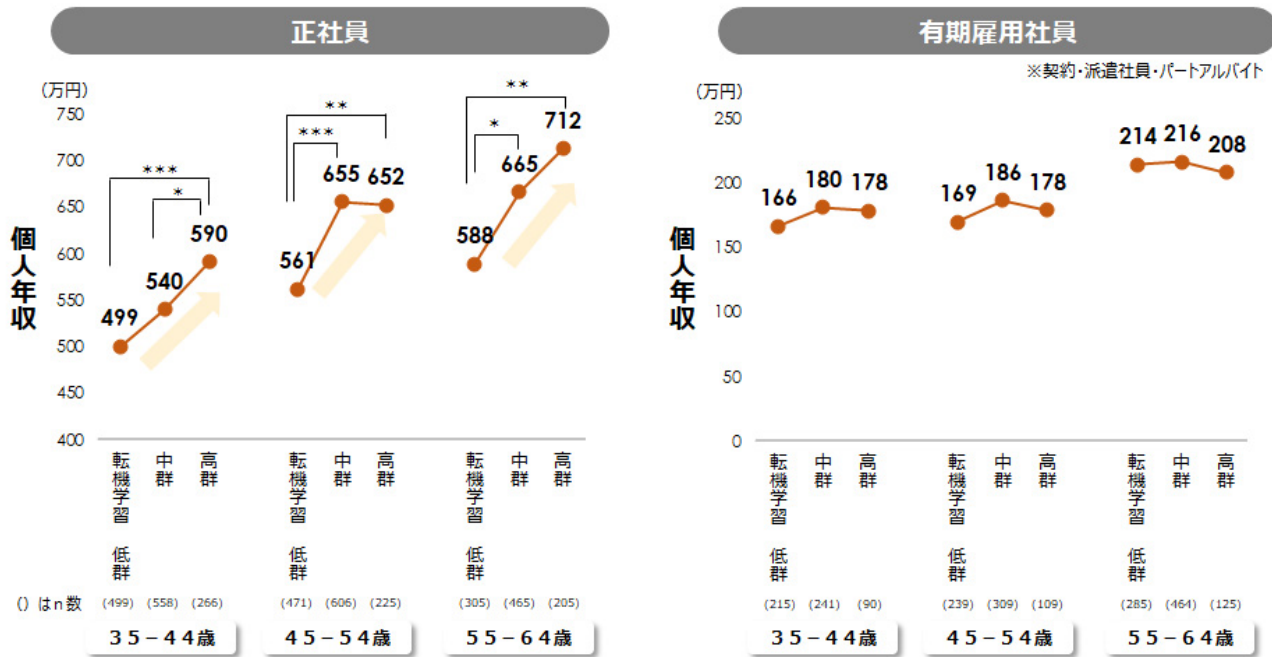 正社員
(万円)
750
700
650
600
550
500
450
400
個人年収
***
*
499
540
590
***
**
561
655
652
*
**
588
665
712
転機学習 低群
中群
高群
転機学習 低群
中群
高群
転機学習 低群
中群
高群
() はn数
(499) (558) (266)
(471) (606) (225)
(305) (465) (205)
35-44歳
45-54歳
55-64歳
有期雇用社員
※契約・派遣社員・パートアルバイト
(万円)
250
200
150
100
50
0
個人年収
166
180
178
169
186
178
214
216
208
転機学習 低群
中群
高群
転機学習 低群
中群
高群
転機学習 低群
中群
高群
(215) (241) (90)
(239) (309) (109)
(285) (464) (125)
35-44歳
45-54歳
55-64歳